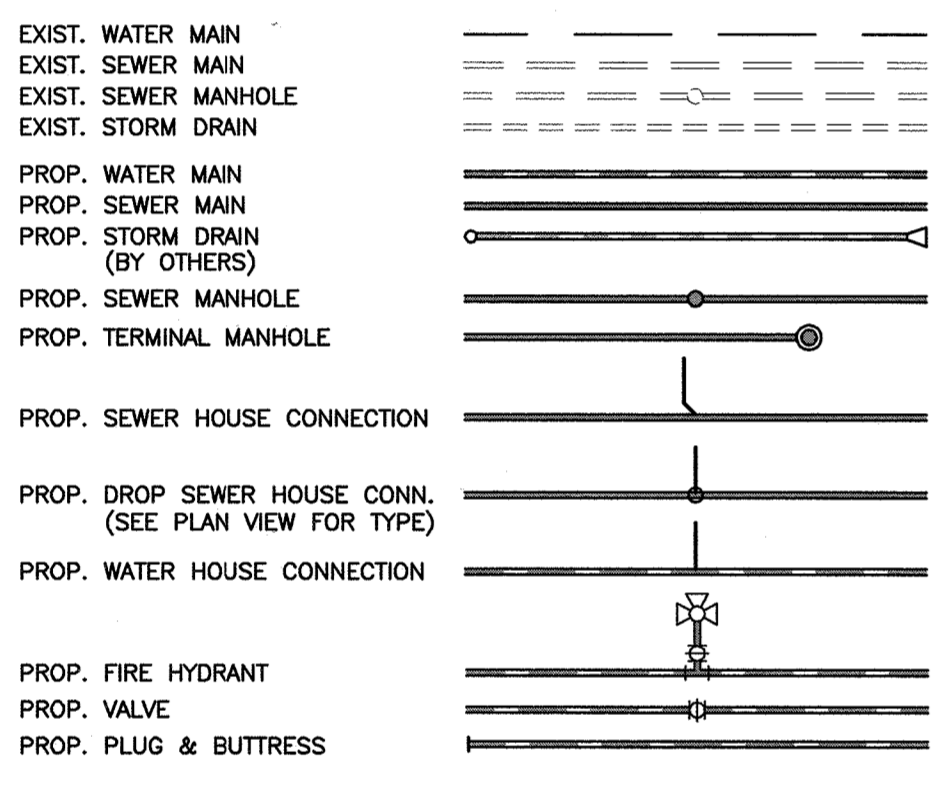 EXIST. WATER MAIN
EXIST. SEWER MAIN
EXIST. SEWER MANHOLE
EXIST. STORM DRAIN
PROP. WATER MAIN
PROP. SEWER MAIN
PROP. STORM DRAIN
(BY OTHERS)
PROP. SEWER MANHOLE
PROP. TERMINAL MANHOLE
PROP. SEWER HOUSE CONNECTION
PROP. DROP SEWER HOUSE CONN.
(SEE PLAN VIEW FOR TYPE)
PROP. WATER HOUSE CONNECTION
PROP. FIRE HYDRANT
PROP. VALVE
PROP. PLUG & BUTTRESS